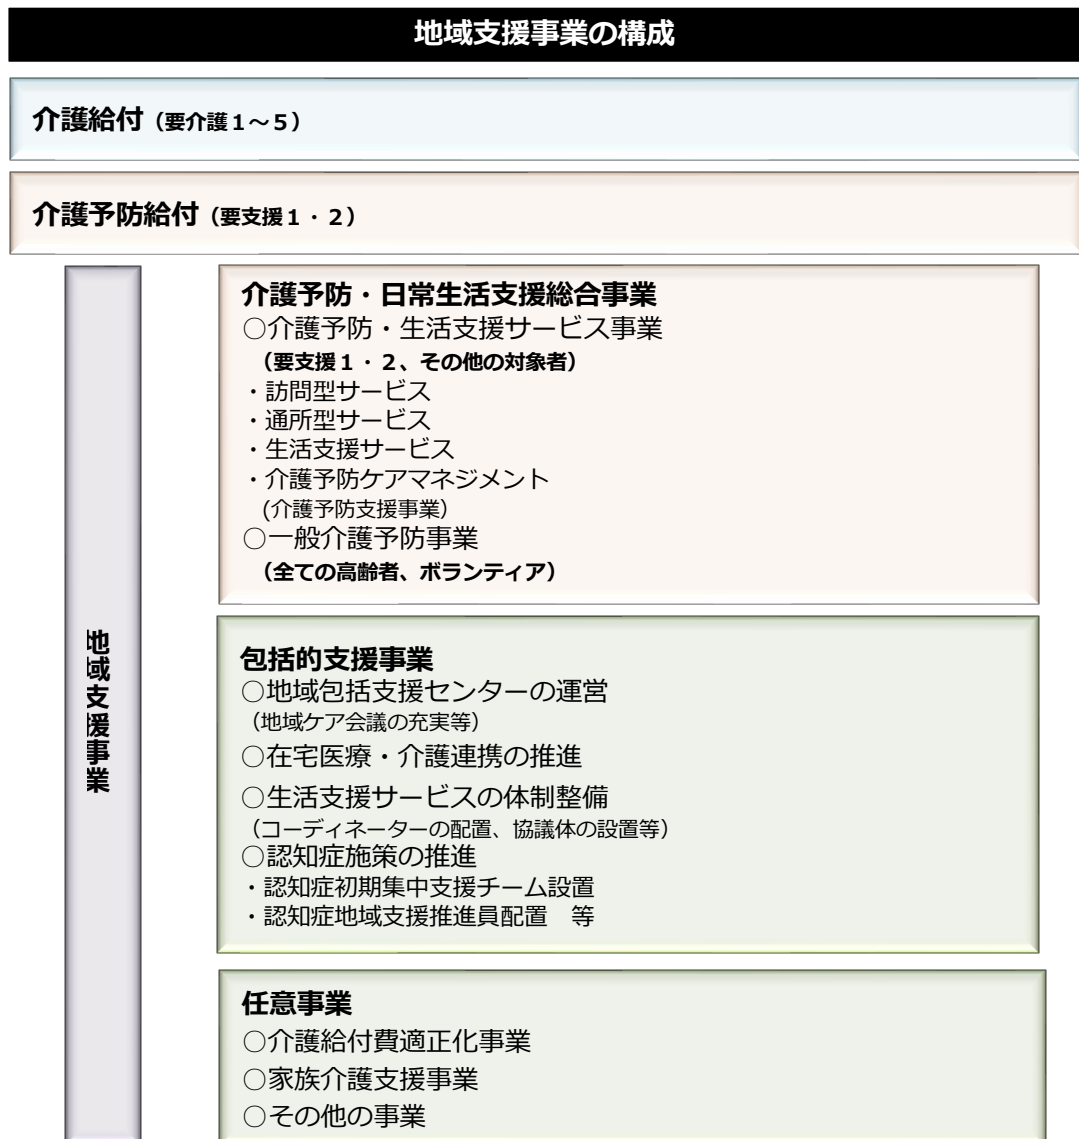 地域支援事業の構成
介護給付（要介護１～５）
介護予防給付（要支援１・２）
地域支援事業
介護予防・日常生活支援総合事業
○介護予防・生活支援サービス事業
（要支援１・２、その他の対象者）
・訪問型サービス
・通所型サービス
・生活支援サービス
・介護予防ケアマネジメント
(介護予防支援事業）
○一般介護予防事業
（全ての高齢者、ボランティア）
包括的支援事業
○地域包括支援センターの運営
（地域ケア会議の充実等）
○在宅医療・介護連携の推進
○生活支援サービスの体制整備
（コーディネーターの配置、協議体の設置等）
○認知症施策の推進
・認知症初期集中支援チーム設置
・認知症地域支援推進員配置　等
任意事業
○介護給付費適正化事業
○家族介護支援事業
○その他の事業